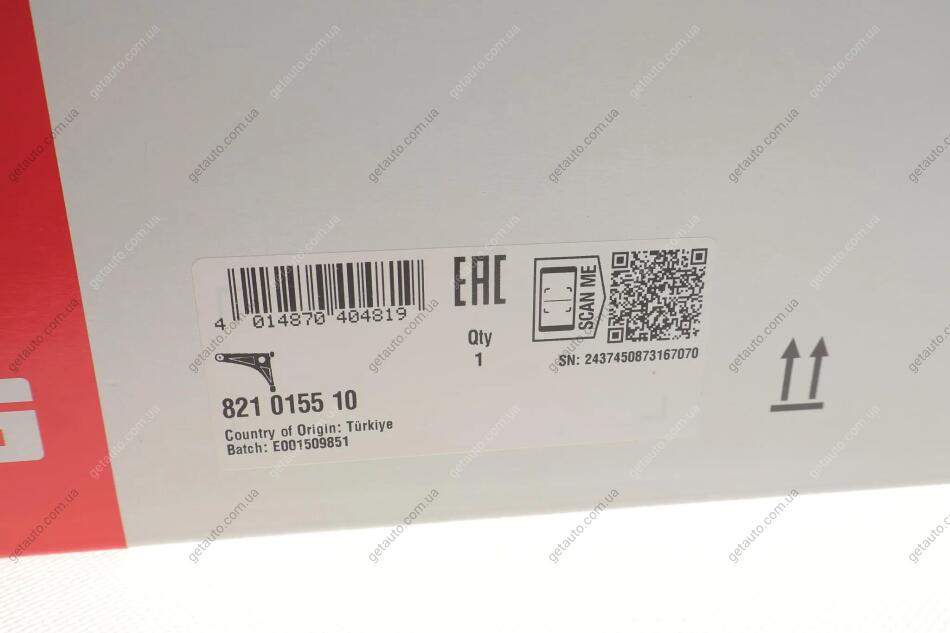 4 014870 404819
EAC
Qty
1
SCAN ME
SN: 2437450873167070
821 0155 10
Country of Origin: Türkiye
Batch: E001509851
getauto.com.ua